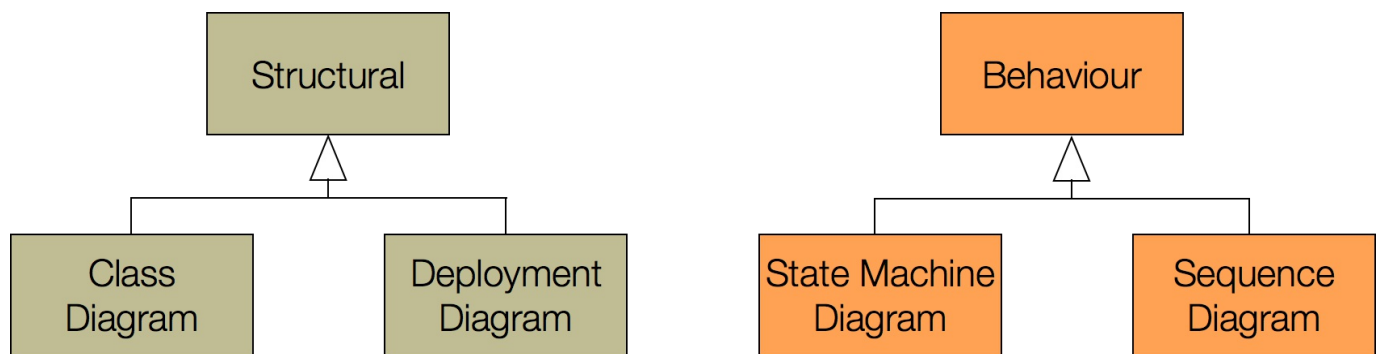 Structural
Behaviour
Class
Diagram
Deployment
Diagram
State Machine
Diagram
Sequence
Diagram